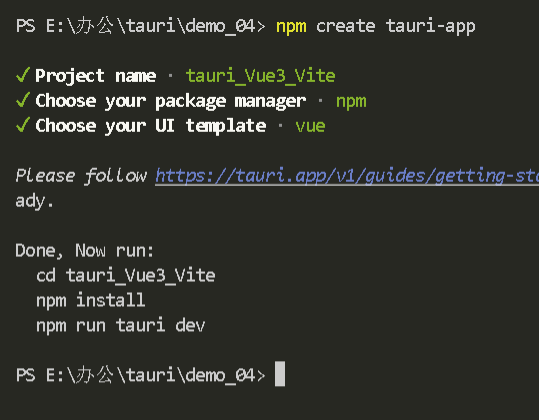 PS E:\办公\tauri\demo_04> npm create tauri-app
✓ Project name · tauri_Vue3_Vite
✓ Choose your package manager · npm
✓ Choose your UI template · vue
Please follow https://tauri.app/v1/guides/getting-sta
ady.
Done, Now run:
cd tauri_Vue3_Vite
npm install
npm run tauri dev
PS E:\办公\tauri\demo_04>